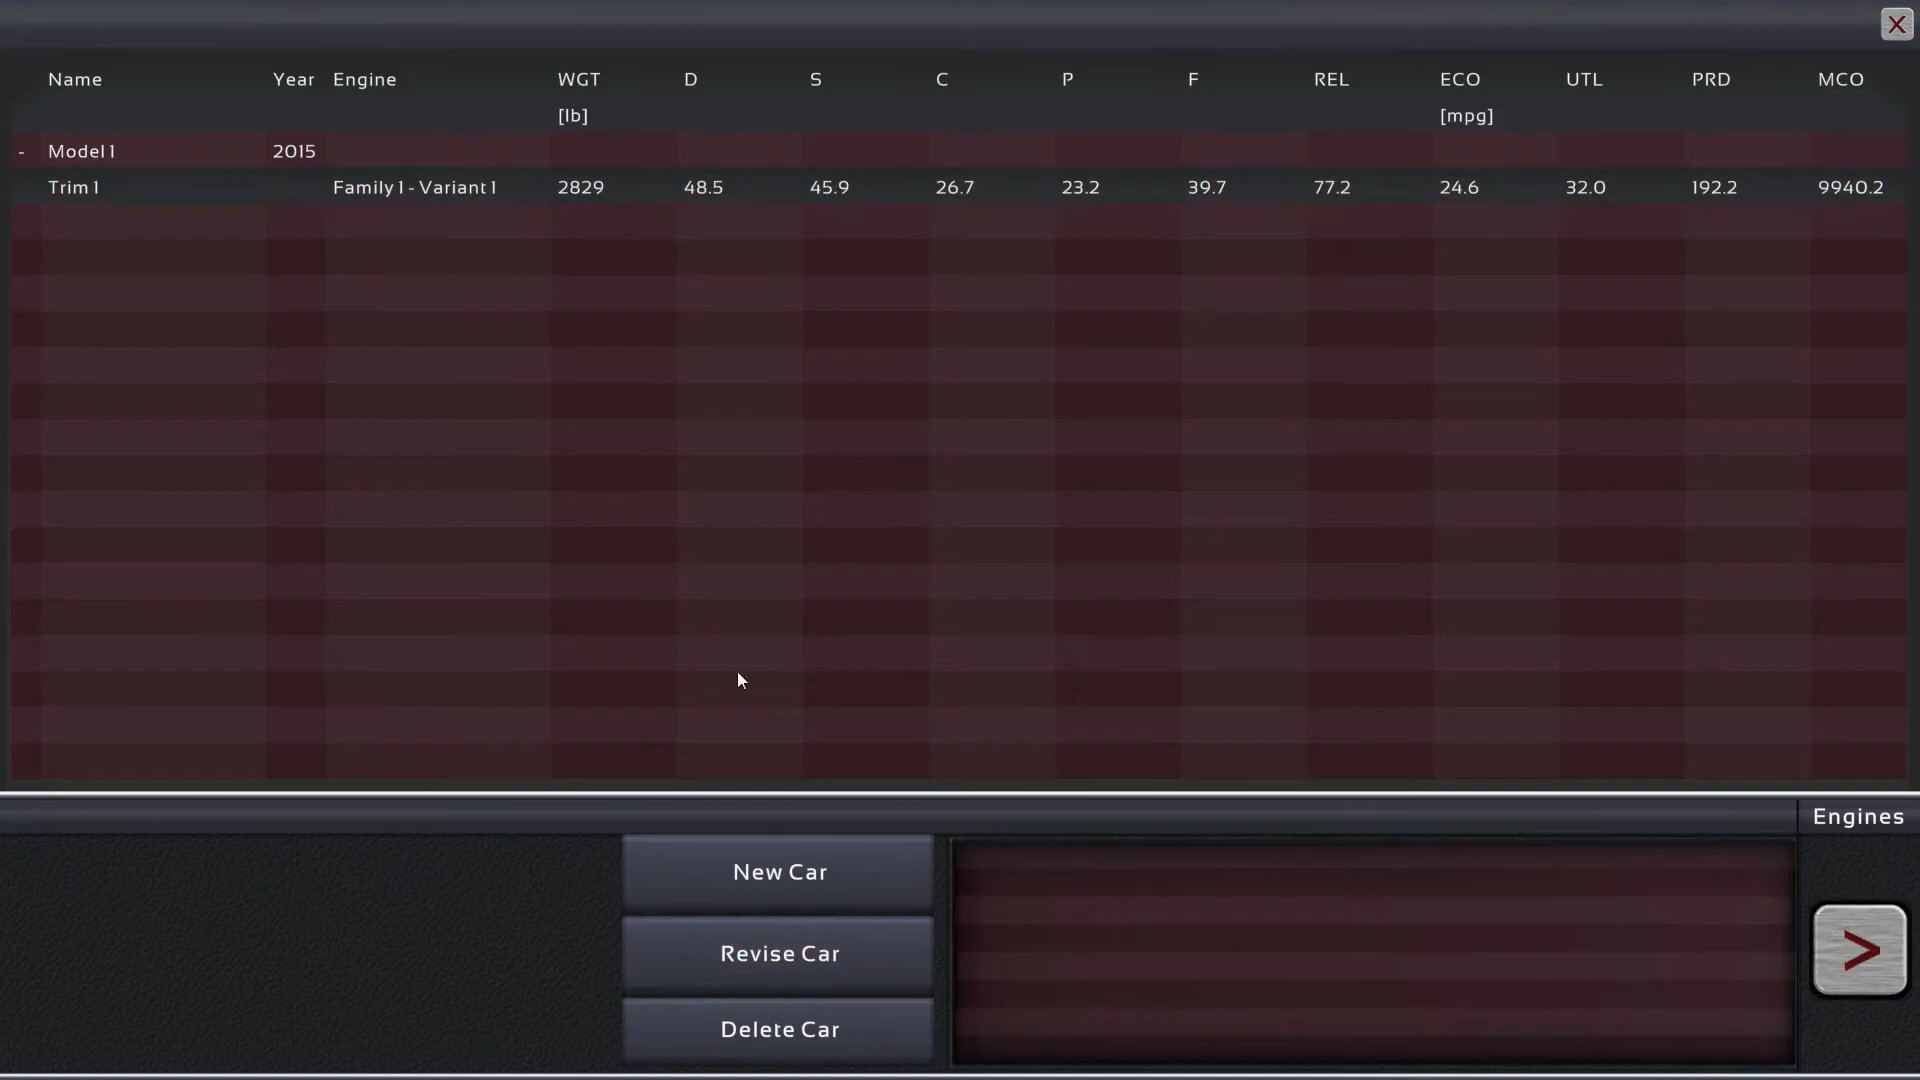 X
Name Year Engine WGT D S C P F REL ECO UTL PRD MCO
[lb] [mpg]
- Model 1 2015
Trim 1 Family 1 - Variant 1 2829 48.5 45.9 26.7 23.2 39.7 77.2 24.6 32.0 192.2 9940.2
Engines
New Car
Revise Car
>
Delete Car